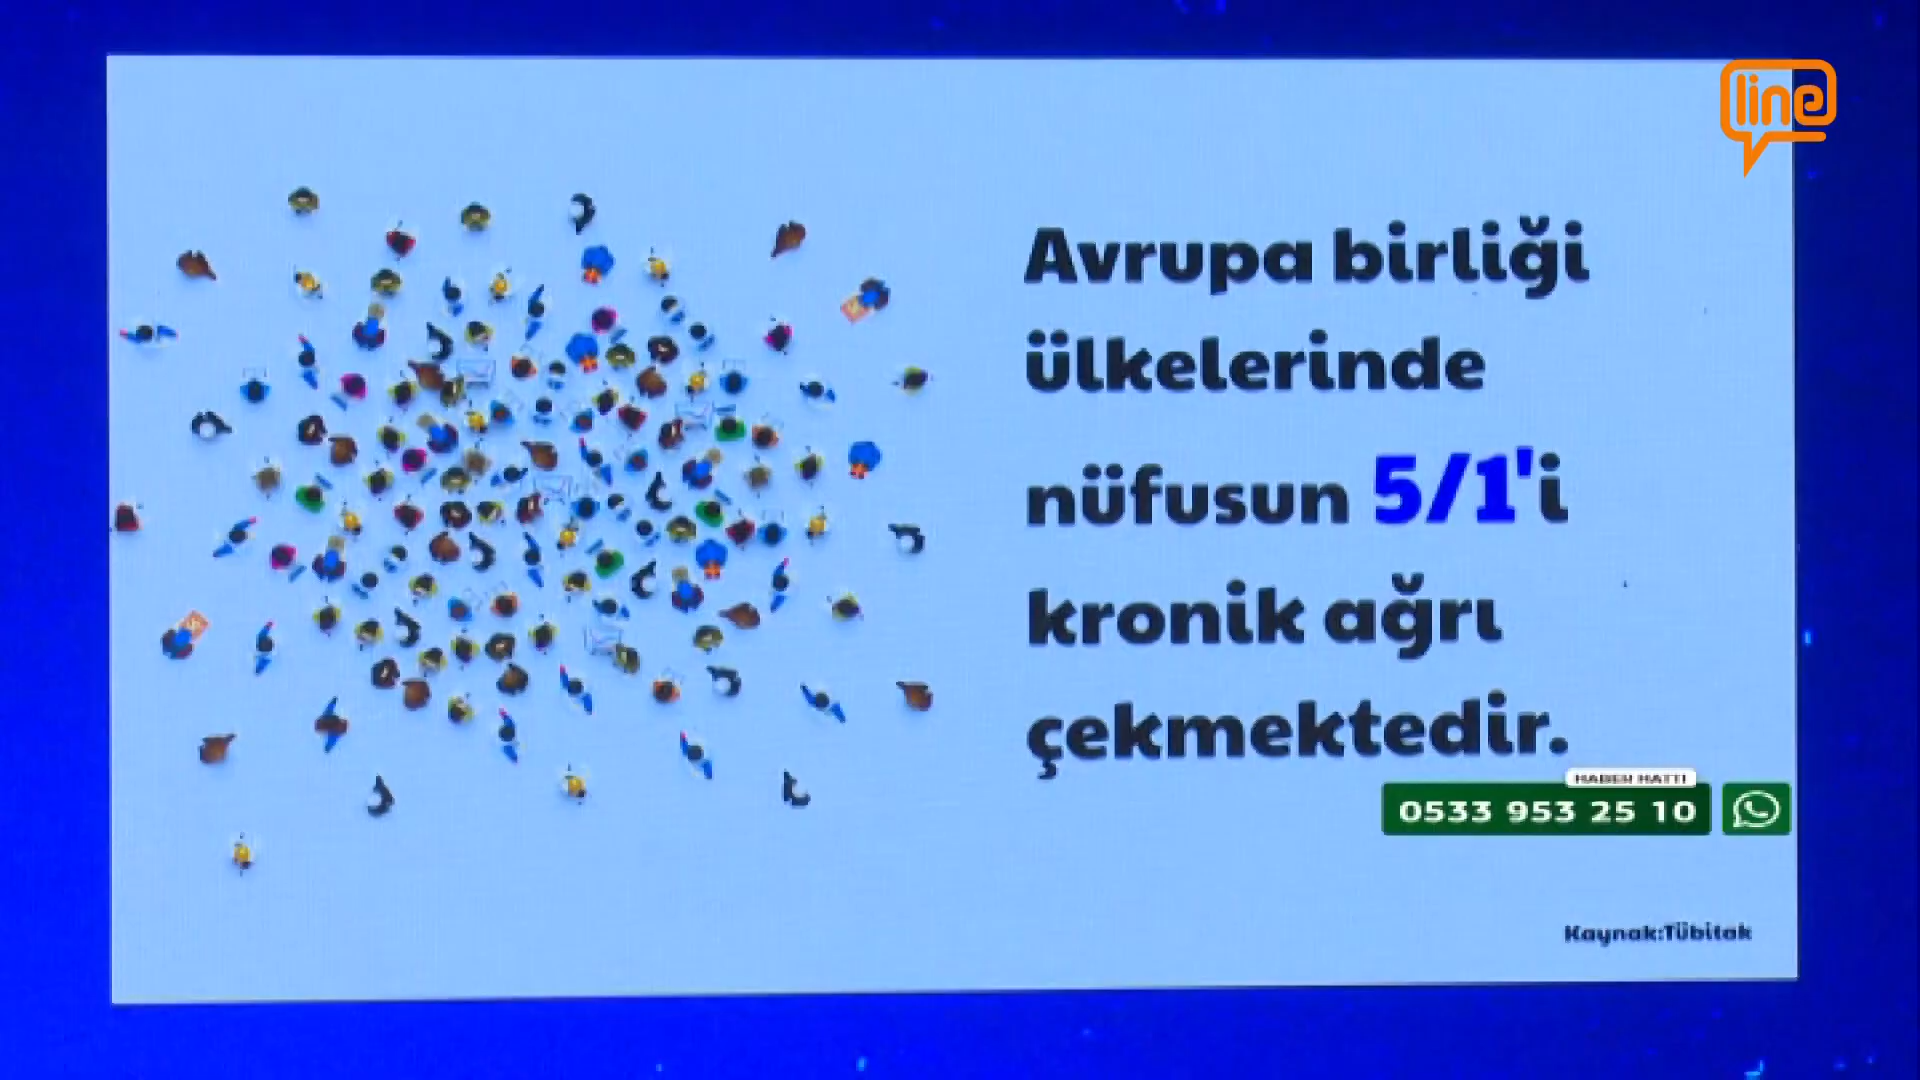 line
Avrupa birliği
ülkelerinde
nüfusun 5/1'i
kronik ağrı
çekmektedir.
HABER HATTI
0533 953 25 10
Kaynak:Tübitak